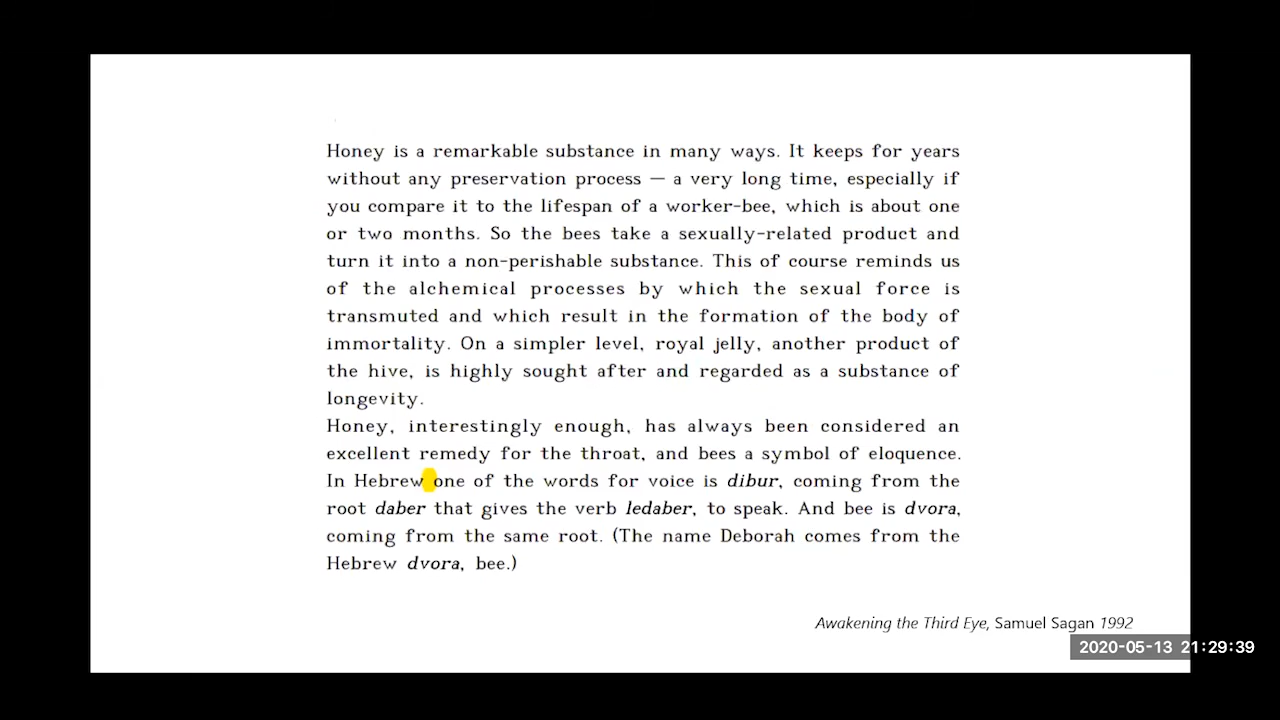 Honey is a remarkable substance in many ways. It keeps for years
without any preservation process — a very long time, especially if
you compare it to the lifespan of a worker-bee, which is about one
or two months. So the bees take a sexually-related product and
turn it into a non-perishable substance. This of course reminds us
of the alchemical processes by which the sexual force is
transmuted and which result in the formation of the body of
immortality. On a simpler level, royal jelly, another product of
the hive, is highly sought after and regarded as a substance of
longevity.
Honey, interestingly enough, has always been considered an
excellent remedy for the throat, and bees a symbol of eloquence.
In Hebrew one of the words for voice is dibur, coming from the
root daber that gives the verb ledaber, to speak. And bee is dvora,
coming from the same root. (The name Deborah comes from the
Hebrew dvora, bee.)
Awakening the Third Eye, Samuel Sagan 1992
2020-05-13 21:29:39